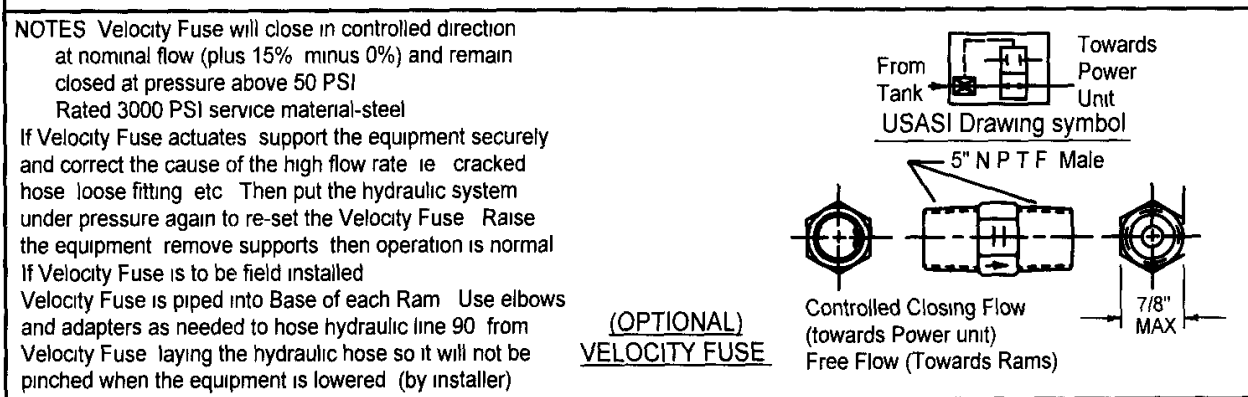 NOTES Velocity Fuse will close in controlled direction
at nominal flow (plus 15% minus 0%) and remain
closed at pressure above 50 PSI
Rated 3000 PSI service material-steel
If Velocity Fuse actuates support the equipment securely
and correct the cause of the high flow rate ie cracked
hose loose fitting etc Then put the hydraulic system
under pressure again to re-set the Velocity Fuse Raise
the equipment remove supports then operation is normal
If Velocity Fuse is to be field installed
Velocity Fuse is piped into Base of each Ram Use elbows
and adapters as needed to hose hydraulic line 90 from
Velocity Fuse laying the hydraulic hose so it will not be
pinched when the equipment is lowered (by installer)
(OPTIONAL)
VELOCITY FUSE
From
Tank
Towards
Power
Unit
USASI Drawing symbol
5" N P T F Male
Controlled Closing Flow
(towards Power unit)
Free Flow (Towards Rams)
7/8"
MAX